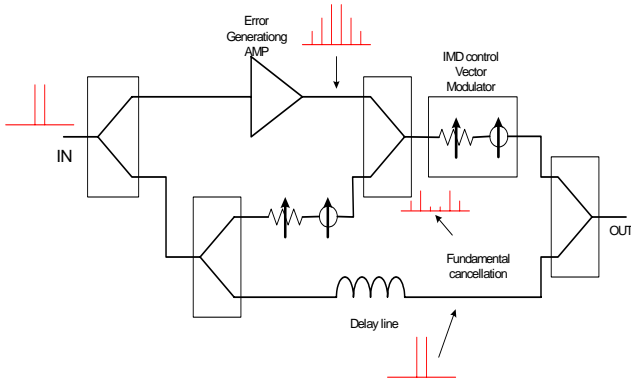 Error
Generationg
AMP
IMD control
Vector
Modulator
IN
OUT
Fundamental
cancellation
Delay line